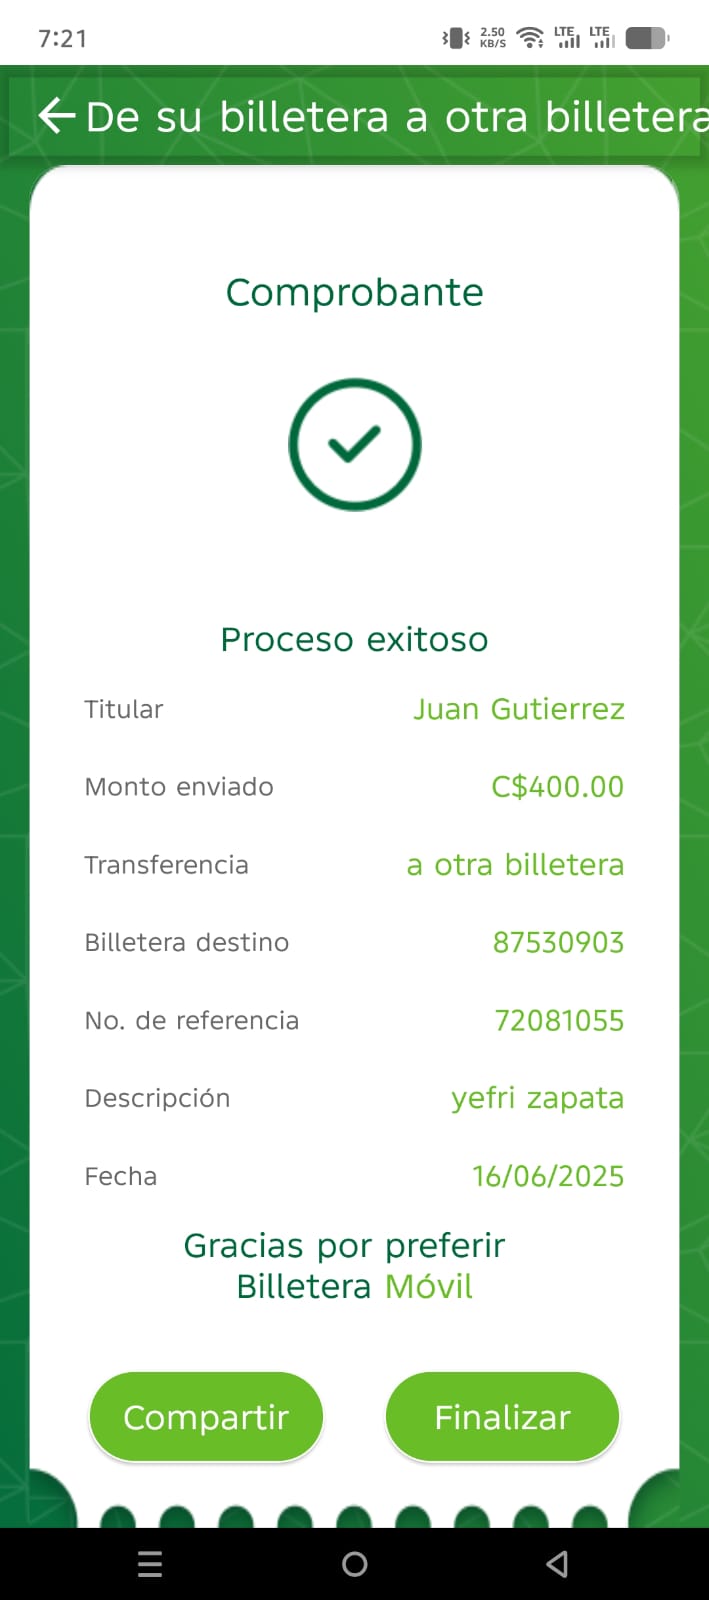 7:21
2.50
KB/S
LTE
LTE
De su billetera a otra billetera
Comprobante
Proceso exitoso
Titular Juan Gutierrez
Monto enviado C$400.00
Transferencia a otra billetera
Billetera destino 87530903
No. de referencia 72081055
Descripción yefri zapata
Fecha 16/06/2025
Gracias por preferir
Billetera Móvil
Compartir Finalizar